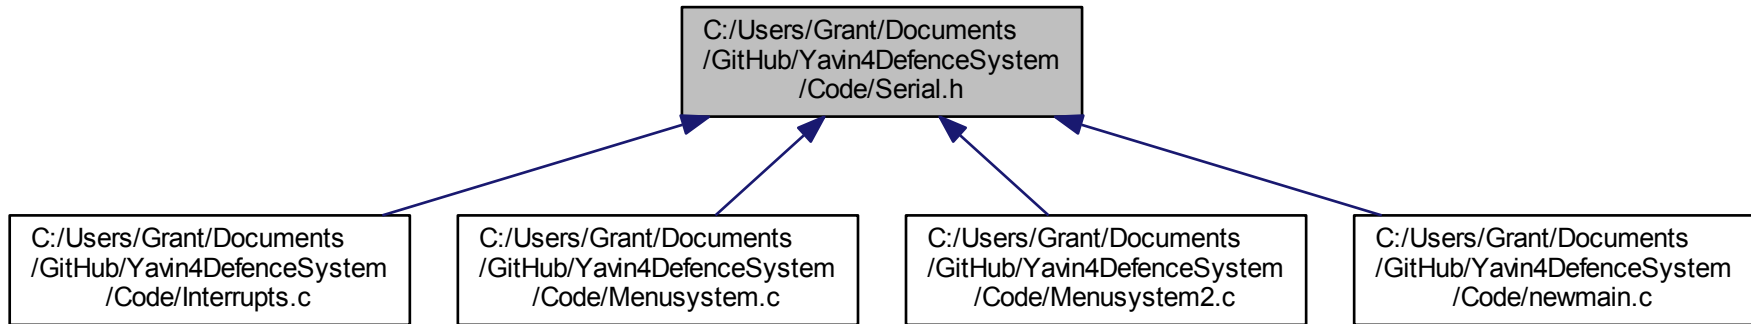 C:/Users/Grant/Documents
/GitHub/Yavin4DefenceSystem
/Code/Serial.h
C:/Users/Grant/Documents
/GitHub/Yavin4DefenceSystem
/Code/Interrupts.c
C:/Users/Grant/Documents
/GitHub/Yavin4DefenceSystem
/Code/Menusystem.c
C:/Users/Grant/Documents
/GitHub/Yavin4DefenceSystem
/Code/Menusystem2.c
C:/Users/Grant/Documents
/GitHub/Yavin4DefenceSystem
/Code/newmain.c